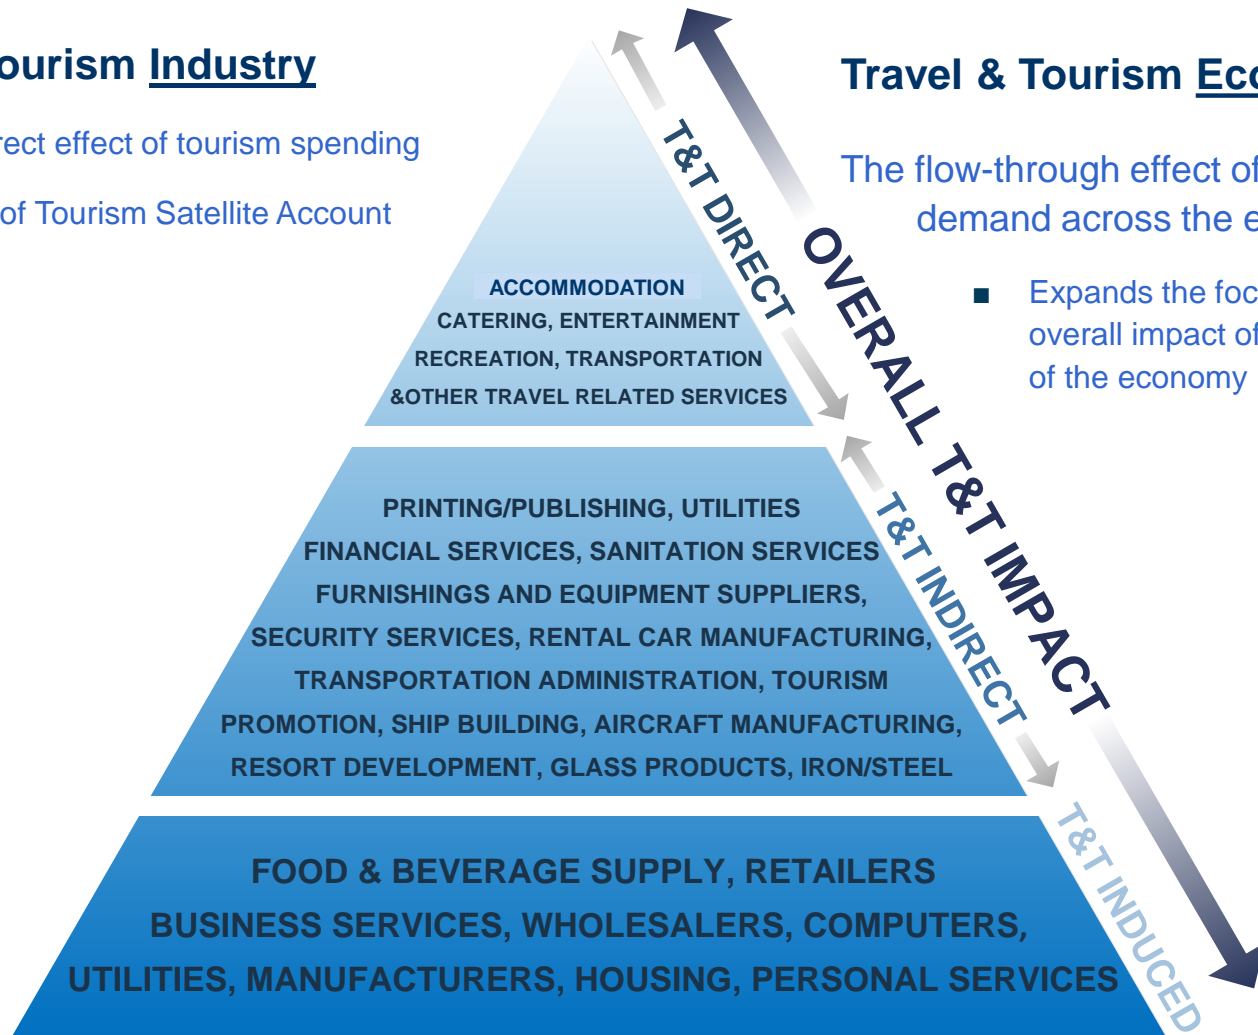 ourism Industry
rect effect of tourism spending
of Tourism Satellite Account
Travel & Tourism Eco
The flow-through effect of
demand across the e
■ Expands the foc
overall impact of
of the economy
ACCOMMODATION
CATERING, ENTERTAINMENT
RECREATION, TRANSPORTATION
&OTHER TRAVEL RELATED SERVICES
PRINTING/PUBLISHING, UTILITIES
FINANCIAL SERVICES, SANITATION SERVICES
FURNISHINGS AND EQUIPMENT SUPPLIERS,
SECURITY SERVICES, RENTAL CAR MANUFACTURING,
TRANSPORTATION ADMINISTRATION, TOURISM
PROMOTION, SHIP BUILDING, AIRCRAFT MANUFACTURING,
RESORT DEVELOPMENT, GLASS PRODUCTS, IRON/STEEL
FOOD & BEVERAGE SUPPLY, RETAILERS
BUSINESS SERVICES, WHOLESALERS, COMPUTERS,
UTILITIES, MANUFACTURERS, HOUSING, PERSONAL SERVICES
T&T DIRECT
T&T INDIRECT
T&T INDUCED
OVERALL T&T IMPACT